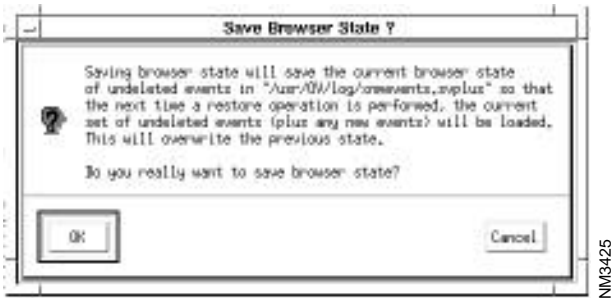 Save Browser State ?
Saving browser state will save the current browser state
of undeleted events in "/usr/OV/log/xnmevents.svplus" so that
the next time a restore operation is performed, the current
set of undeleted events (plus any new events) will be loaded.
This will overwrite the previous state.
Do you really want to save browser state?
OK
Cancel
NM3425